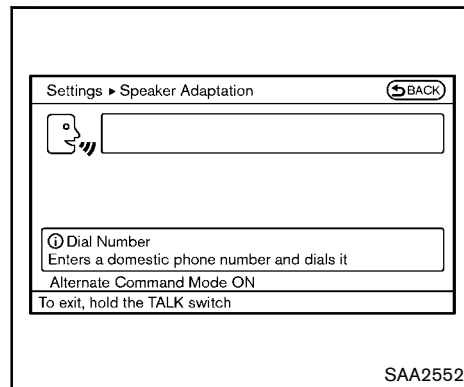 Settings ▸ Speaker Adaptation
BACK
Dial Number
Enters a domestic phone number and dials it
Alternate Command Mode ON
To exit, hold the TALK switch
SAA2552